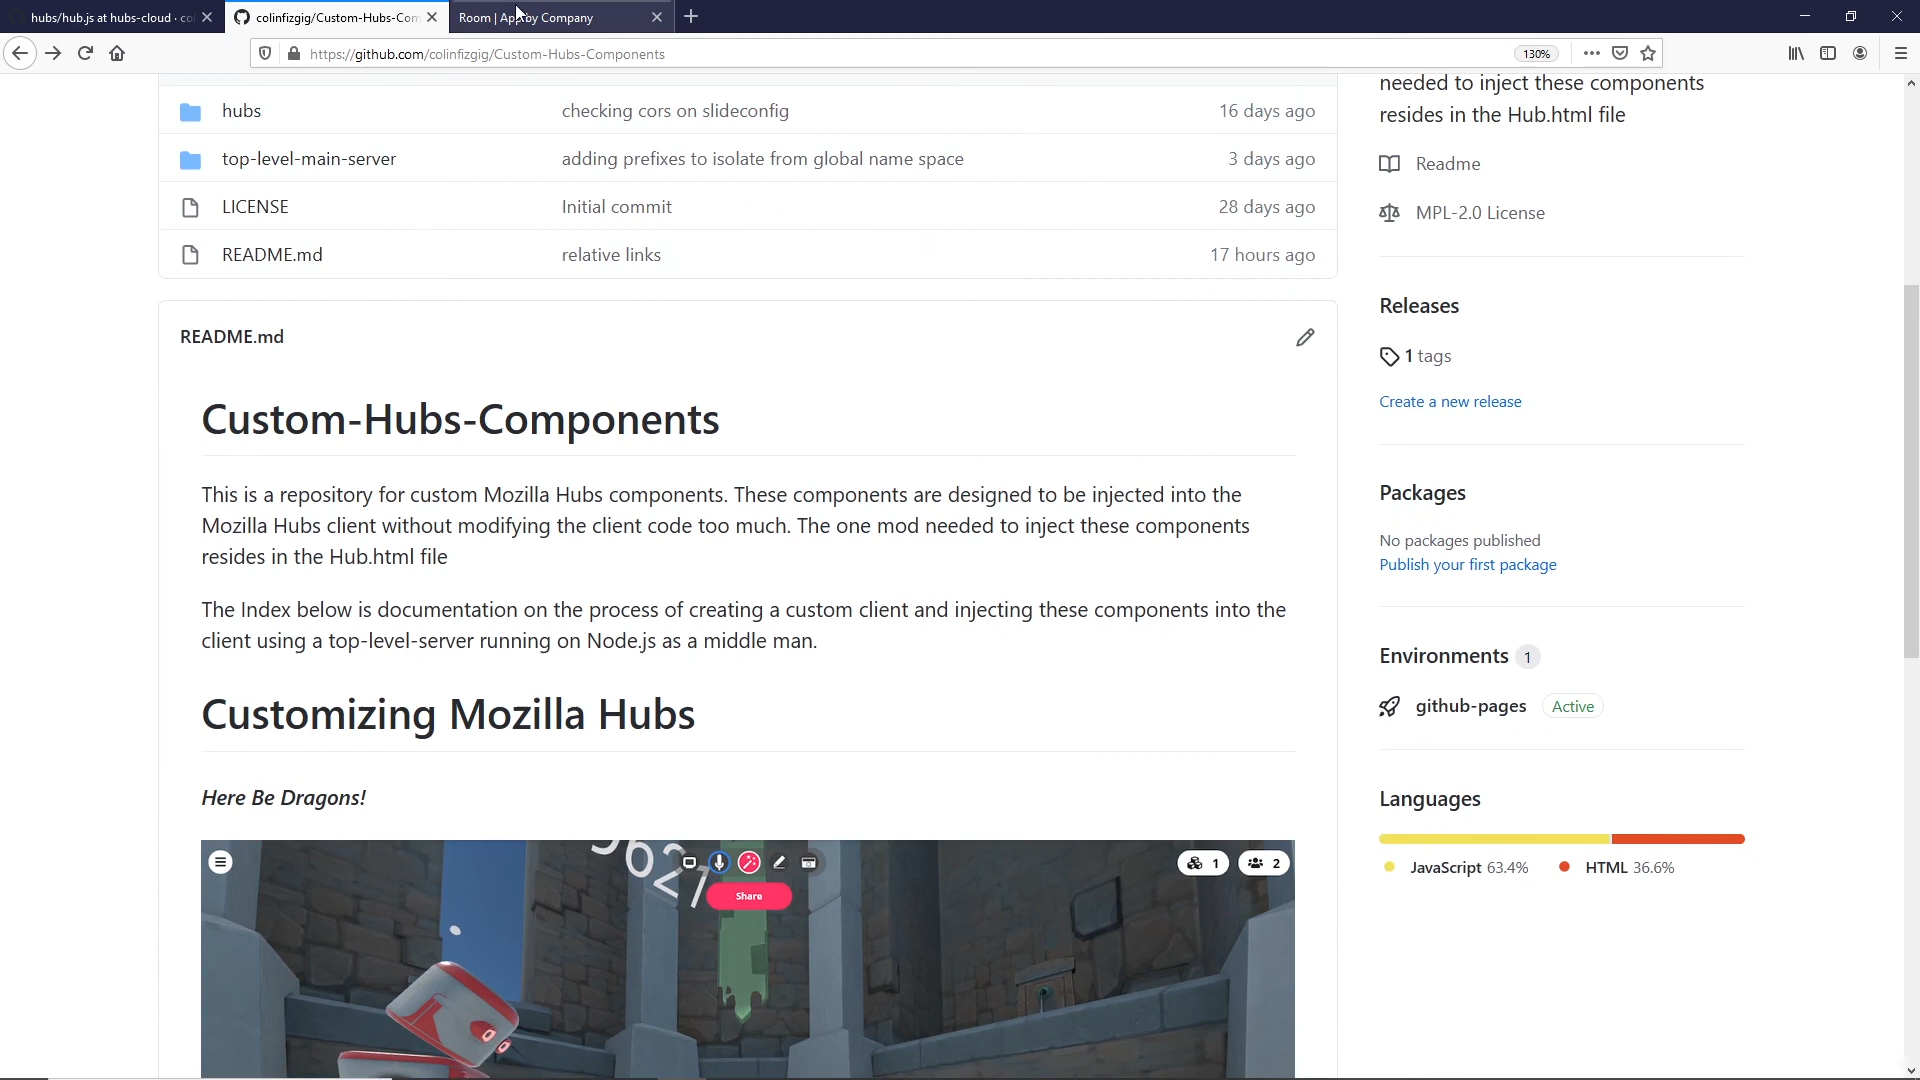 hubs/hub.js at hubs-cloud · co
colinfizgig/Custom-Hubs-Com
Room | App by Company
https://github.com/colinfizgig/Custom-Hubs-Components
130%
hubs checking cors on slideconfig 16 days ago
top-level-main-server adding prefixes to isolate from global name space 3 days ago
LICENSE Initial commit 28 days ago
README.md relative links 17 hours ago
README.md
Custom-Hubs-Components
This is a repository for custom Mozilla Hubs components. These components are designed to be injected into the
Mozilla Hubs client without modifying the client code too much. The one mod needed to inject these components
resides in the Hub.html file
The Index below is documentation on the process of creating a custom client and injecting these components into the
client using a top-level-server running on Node.js as a middle man.
Customizing Mozilla Hubs
Here Be Dragons!
9627
1
2
Share
needed to inject these components
resides in the Hub.html file
Readme
MPL-2.0 License
Releases
1 tags
Create a new release
Packages
No packages published
Publish your first package
Environments 1
github-pages Active
Languages
JavaScript 63.4% HTML 36.6%